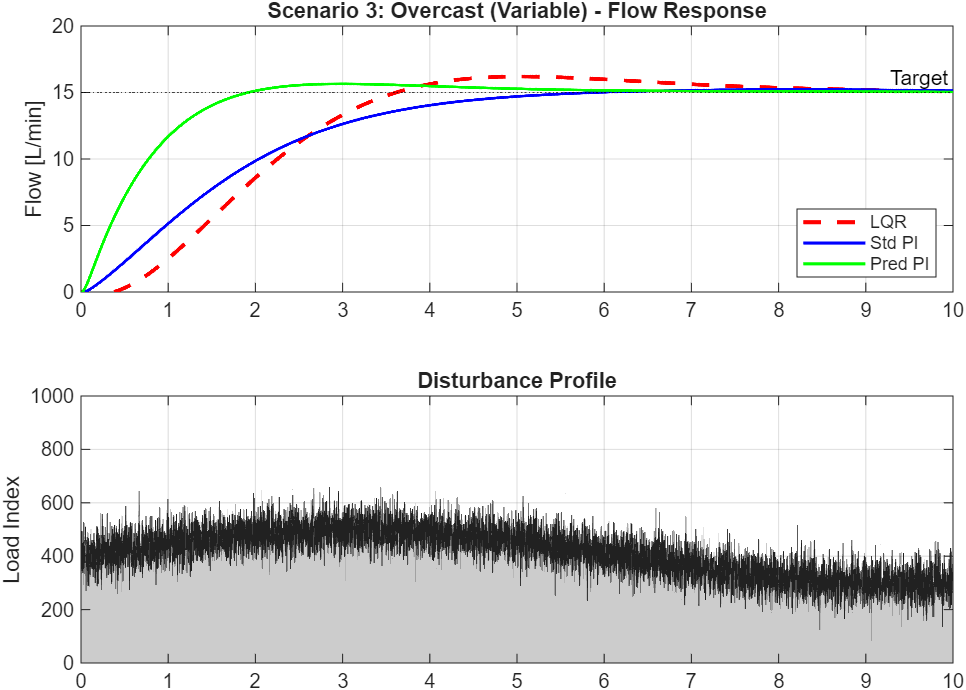 Scenario 3: Overcast (Variable) - Flow Response
Flow [L/min]
20
15
10
5
0
Target
LQR
Std PI
Pred PI
0 1 2 3 4 5 6 7 8 9 10
Disturbance Profile
Load Index
1000
800
600
400
200
0
0 1 2 3 4 5 6 7 8 9 10